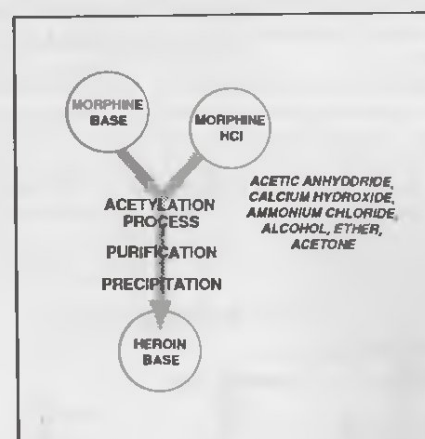 MORPHINE
BASE
MORPHINE
HCl
ACETYLATION
PROCESS
PURIFICATION
PRECIPITATION
HEROIN
BASE
ACETIC ANHYDDRIDE,
CALCIUM HYDROXIDE,
AMMONIUM CHLORIDE,
ALCOHOL, ETHER,
ACETONE